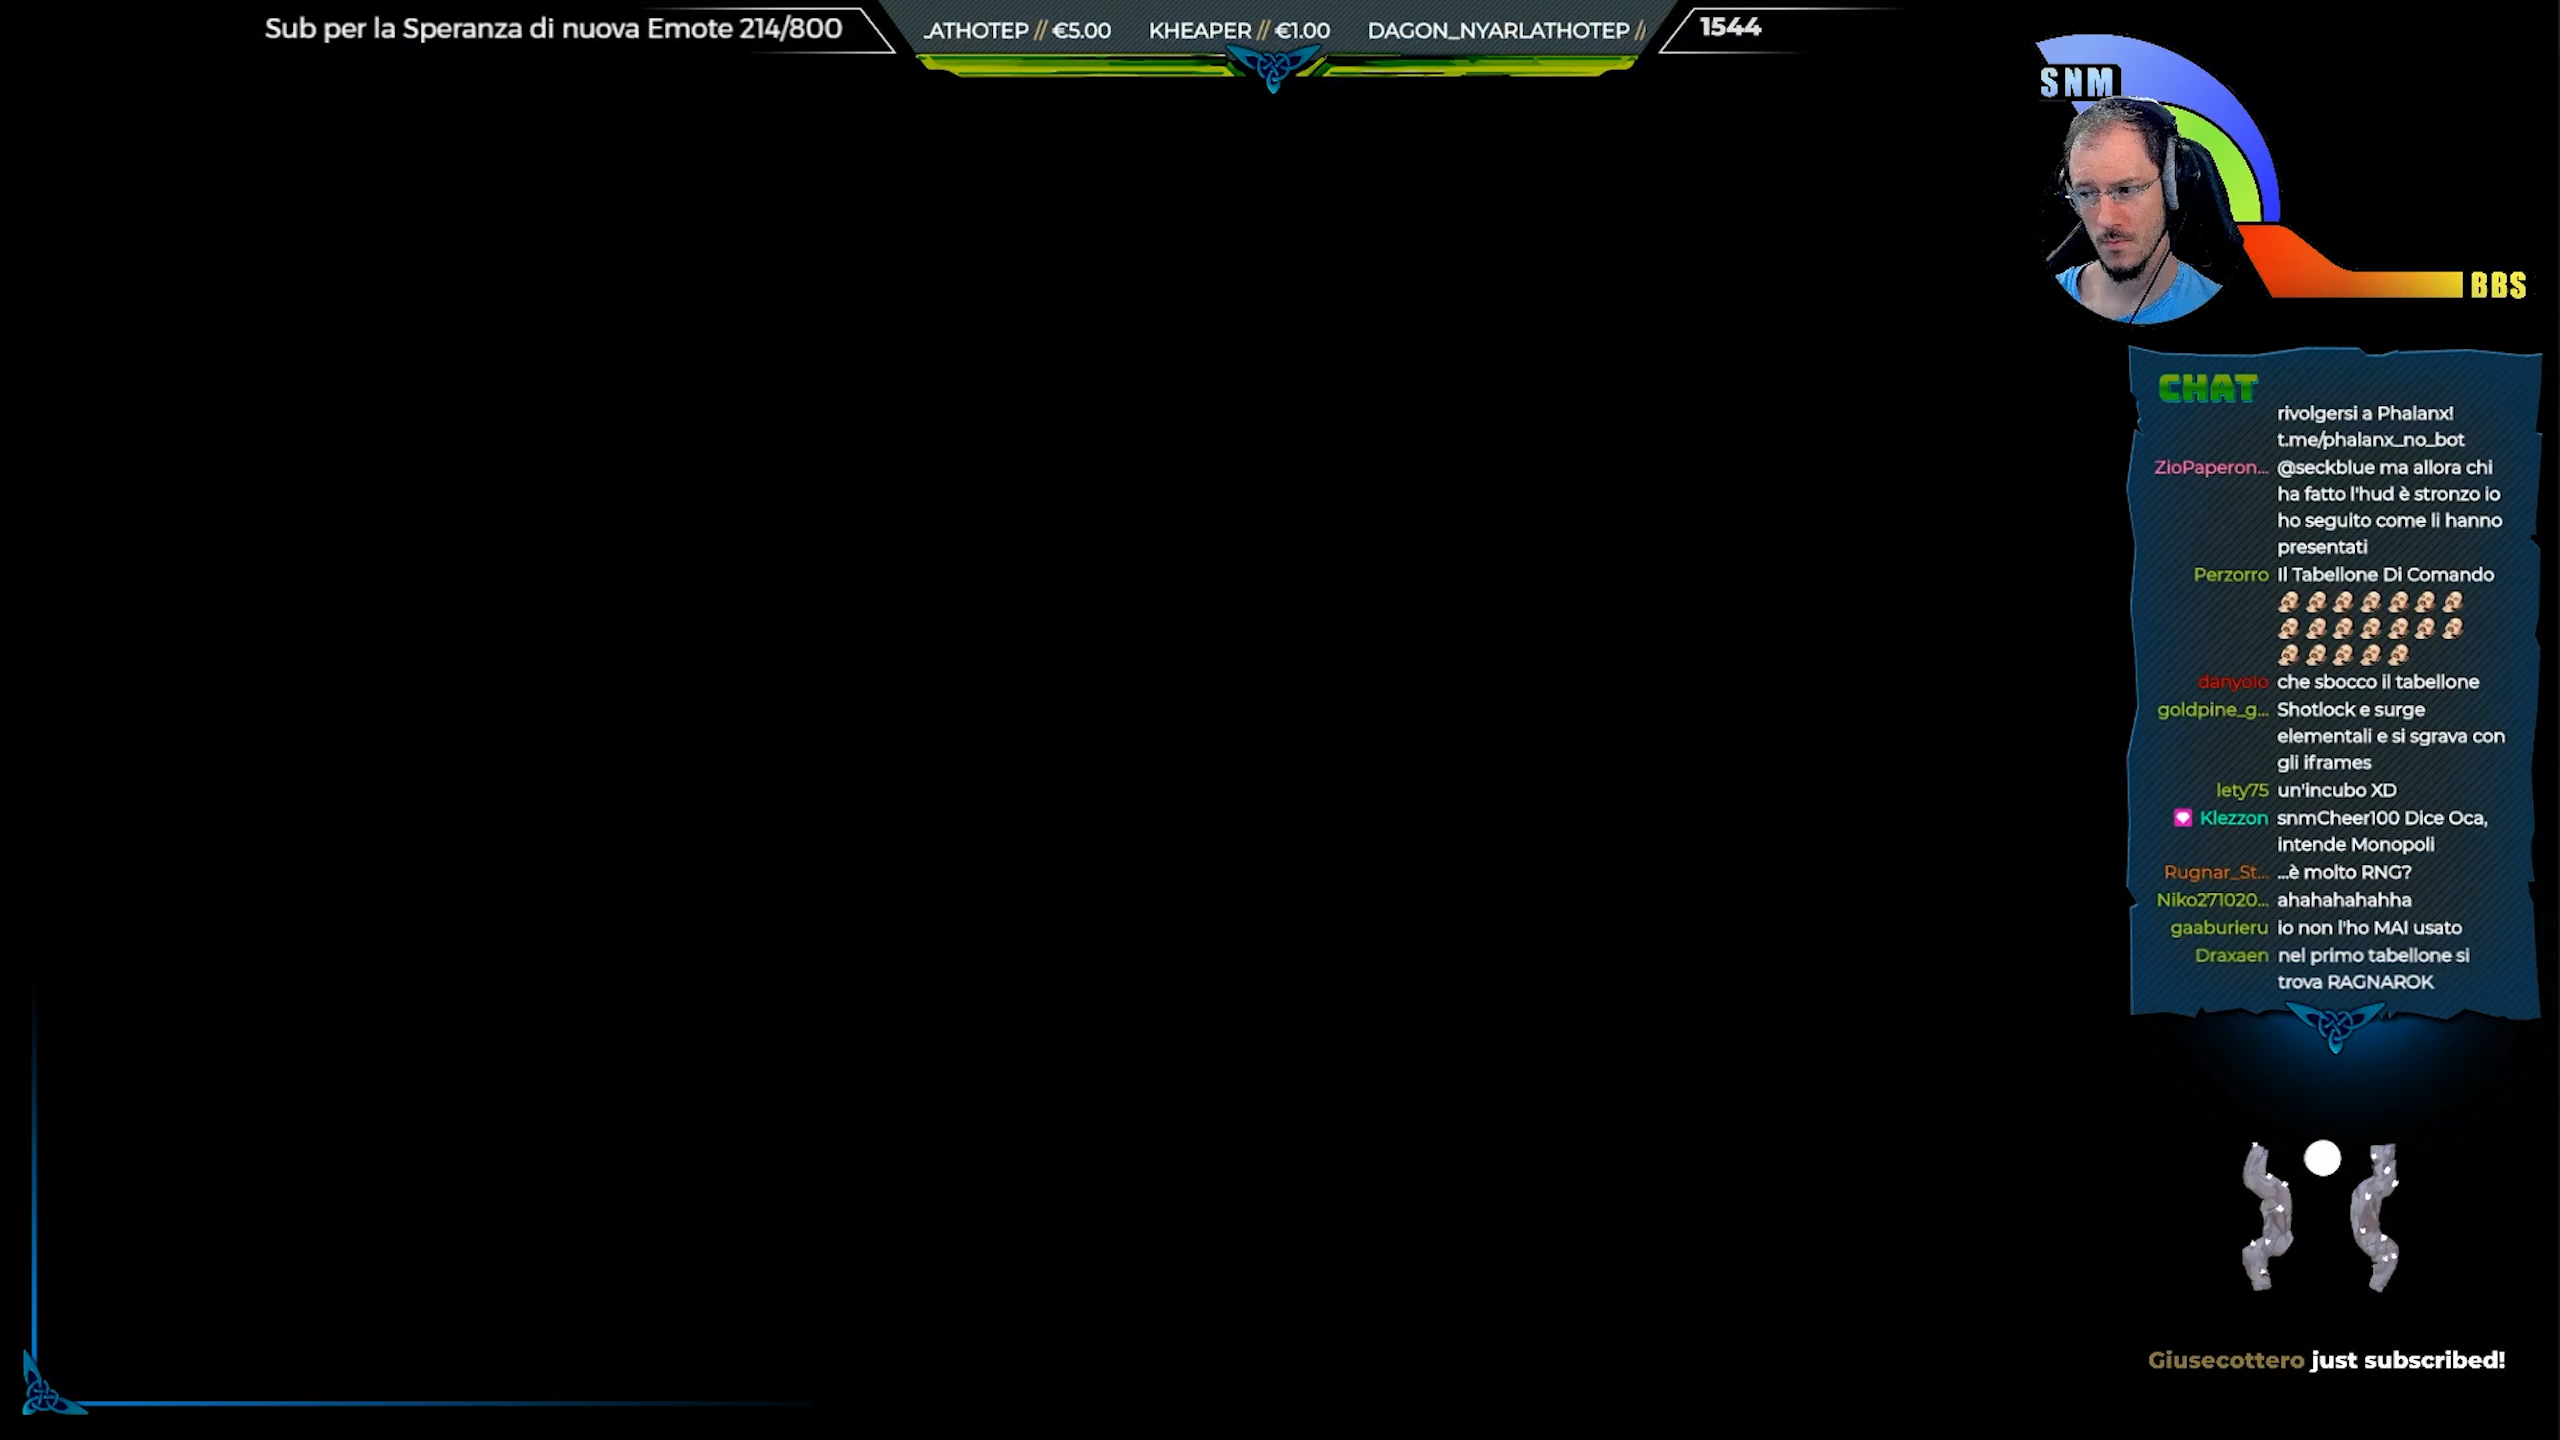 Sub per la Speranza di nuova Emote 214/800
.ATHOTEP // €5.00 KHEAPER // €1.00 DAGON_NYARLATHOTEP //
1544
SNM
BBS
CHAT
rivolgersi a Phalanx!
t.me/phalanx_no_bot
ZioPaperon... @seckblue ma allora chi
ha fatto l'hud è stronzo io
ho seguito come li hanno
presentati
Perzorro Il Tabellone Di Comando
danyolo che sbocco il tabellone
goldpine_g... Shotlock e surge
elementali e si sgrava con
gli iframes
lety75 un'incubo XD
Klezzon snmCheer100 Dice Oca,
intende Monopoli
Rugnar_St... ...è molto RNG?
Niko271020... ahahahahahha
gaaburieru io non l'ho MAI usato
Draxaen nel primo tabellone si
trova RAGNAROK
Giusecottero just subscribed!